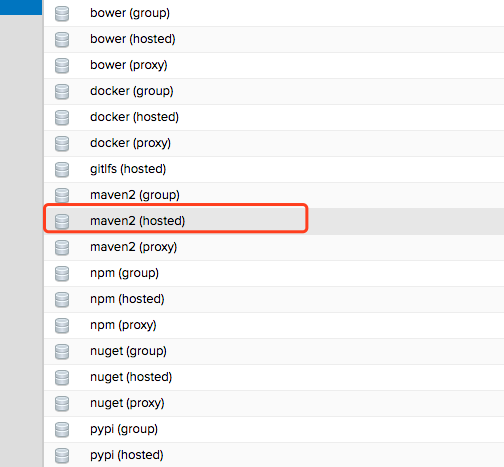 bower (group)
bower (hosted)
bower (proxy)
docker (group)
docker (hosted)
docker (proxy)
gitlfs (hosted)
maven2 (group)
maven2 (hosted)
maven2 (proxy)
npm (group)
npm (hosted)
npm (proxy)
nuget (group)
nuget (hosted)
nuget (proxy)
pypi (group)
pypi (hosted)